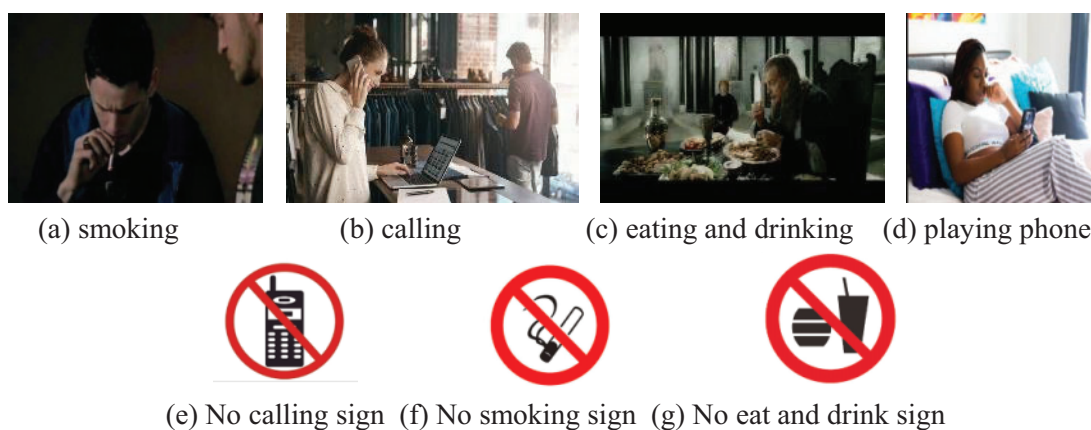 (a) smoking (b) calling (c) eating and drinking (d) playing phone
(e) No calling sign (f) No smoking sign (g) No eat and drink sign